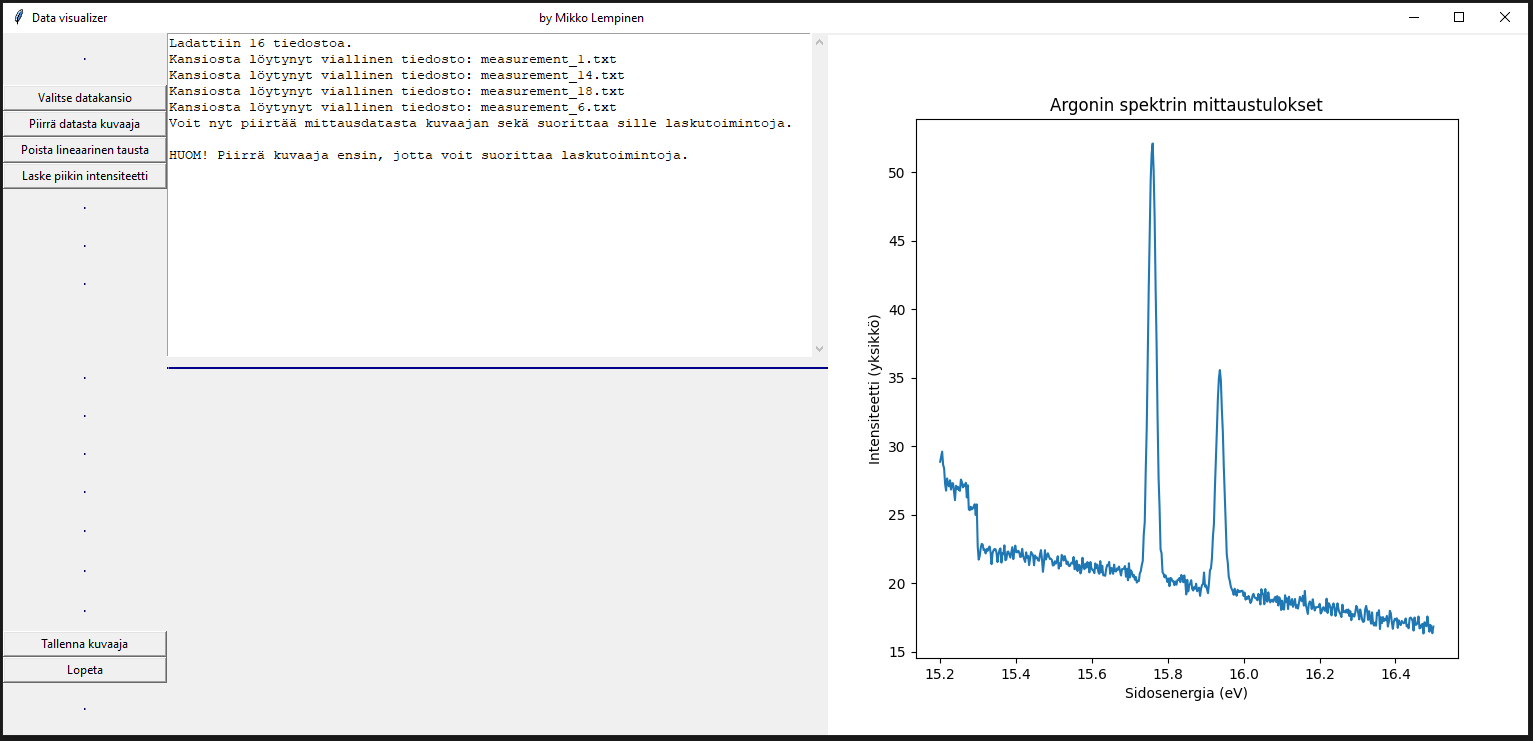 Data visualizer
by Mikko Lempinen
Valitse datakansio
Piirrä datasta kuvaaja
Poista lineaarinen tausta
Laske piikin intensiteetti
Tallenna kuvaaja
Lopeta
Ladattiin 16 tiedostoa.
Kansiosta löytynyt viallinen tiedosto: measurement_1.txt
Kansiosta löytynyt viallinen tiedosto: measurement_14.txt
Kansiosta löytynyt viallinen tiedosto: measurement_18.txt
Kansiosta löytynyt viallinen tiedosto: measurement_6.txt
Voit nyt piirtää mittausdatasta kuvaajan sekä suorittaa sille laskutoimintoja.
HUOM! Piirrä kuvaaja ensin, jotta voit suorittaa laskutoimintoja.
Argonin spektrin mittaustulokset
Intensiteetti (yksikkö)
50
45
40
35
30
25
20
15
15.2 15.4 15.6 15.8 16.0 16.2 16.4
Sidosenergia (eV)